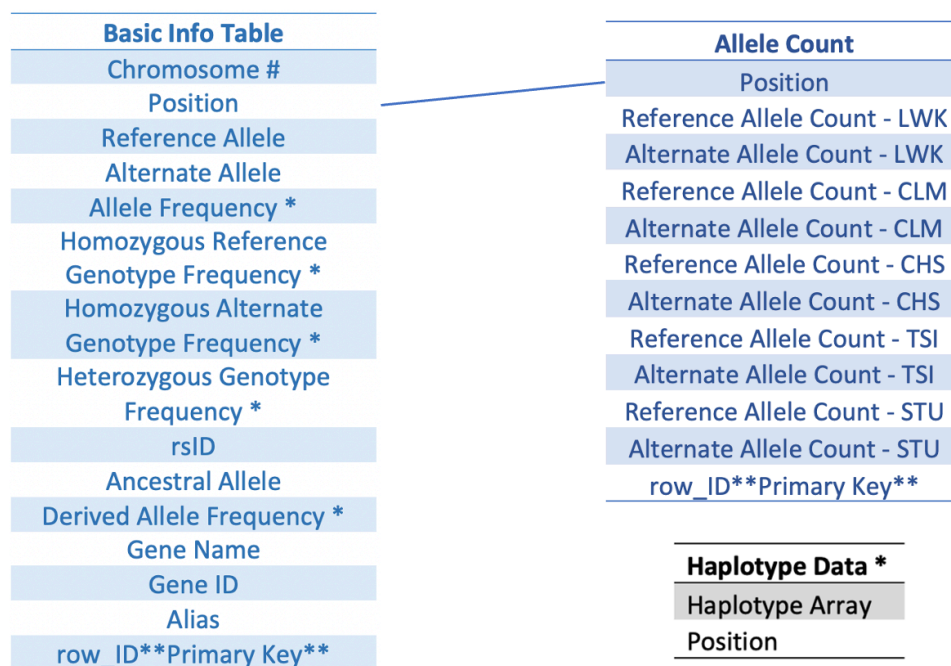 Basic Info Table
Chromosome #
Position
Reference Allele
Alternate Allele
Allele Frequency *
Homozygous Reference
Genotype Frequency *
Homozygous Alternate
Genotype Frequency *
Heterozygous Genotype
Frequency *
rsID
Ancestral Allele
Derived Allele Frequency *
Gene Name
Gene ID
Alias
row_ID**Primary Key**
Allele Count
Position
Reference Allele Count - LWK
Alternate Allele Count - LWK
Reference Allele Count - CLM
Alternate Allele Count - CLM
Reference Allele Count - CHS
Alternate Allele Count - CHS
Reference Allele Count - TSI
Alternate Allele Count - TSI
Reference Allele Count - STU
Alternate Allele Count - STU
row_ID**Primary Key**
Haplotype Data *
Haplotype Array
Position